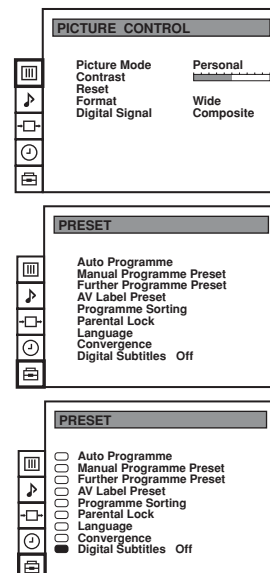 PICTURE CONTROL
Picture Mode Personal
Contrast
Reset
Format Wide
Digital Signal Composite
PRESET
Auto Programme
Manual Programme Preset
Further Programme Preset
AV Label Preset
Programme Sorting
Parental Lock
Language
Convergence
Digital Subtitles Off
PRESET
Auto Programme
Manual Programme Preset
Further Programme Preset
AV Label Preset
Programme Sorting
Parental Lock
Language
Convergence
Digital Subtitles Off